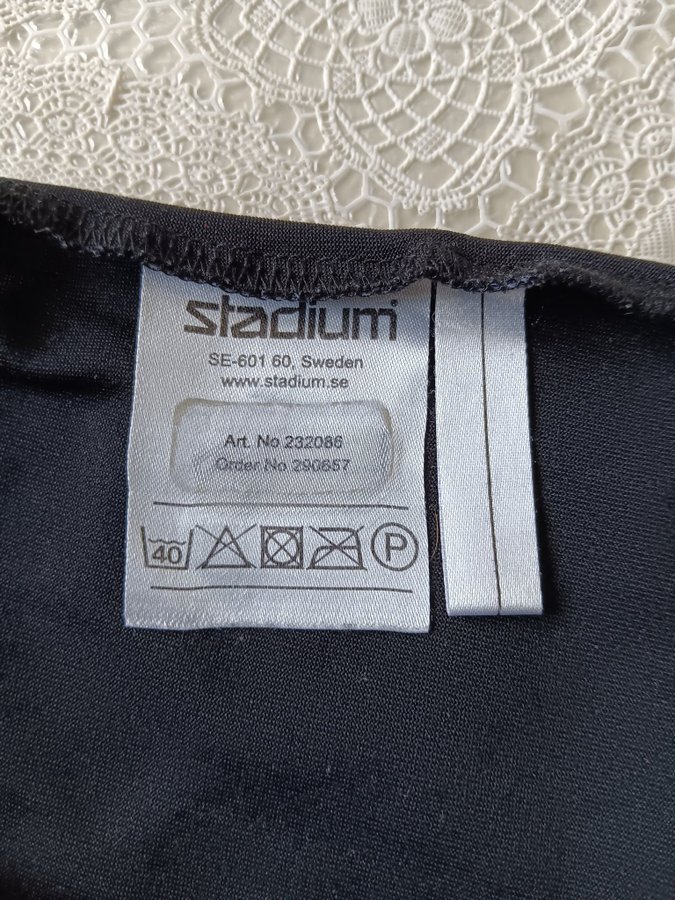 stadium
SE-601 60, Sweden
www.stadium.se
Art. No 232086
Order No 290657
40
P